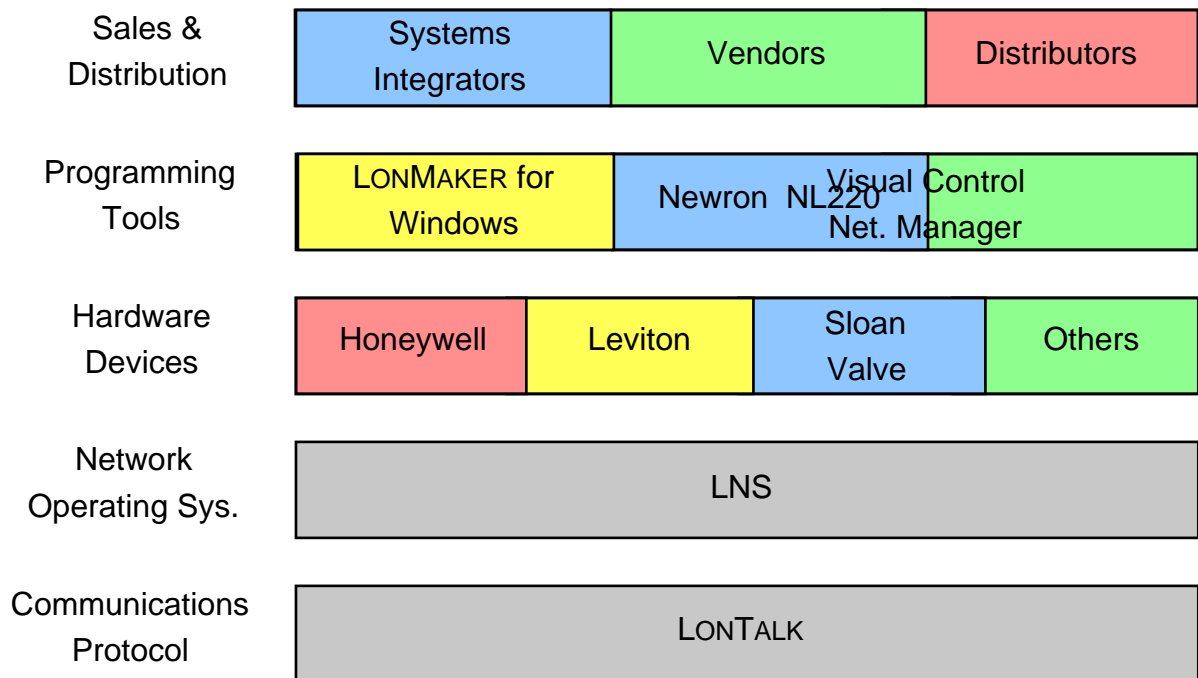 Sales &
Distribution
Systems
Integrators
Vendors
Distributors
Programming
Tools
LONMAKER for
Windows
Newron NL220
Visual Control
Net. Manager
Hardware
Devices
Honeywell
Leviton
Sloan
Valve
Others
Network
Operating Sys.
LNS
Communications
Protocol
LONTALK